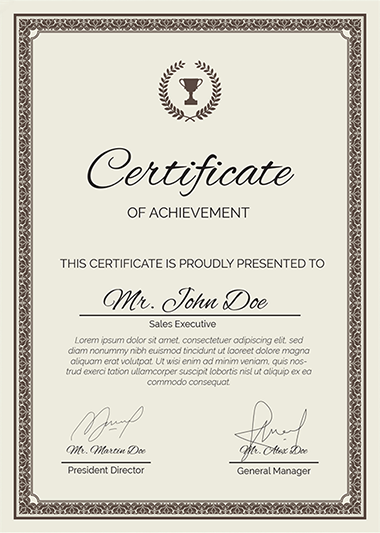 Certificate
OF ACHIEVEMENT
THIS CERTIFICATE IS PROUDLY PRESENTED TO
Mr. John Doe
Sales Executive
Lorem ipsum dolor sit amet, consectetuer adipiscing elit, sed
diam nonummy nibh euismod tincidunt ut laoreet dolore magna
aliquam erat volutpat. Ut wisi enim ad minim veniam, quis nos-
trud exerci tation ullamcorper suscipit lobortis nisl ut aliquip ex ea
commodo consequat.
Mr. Martin Doe
Mr. Alex Doe
President Director
General Manager